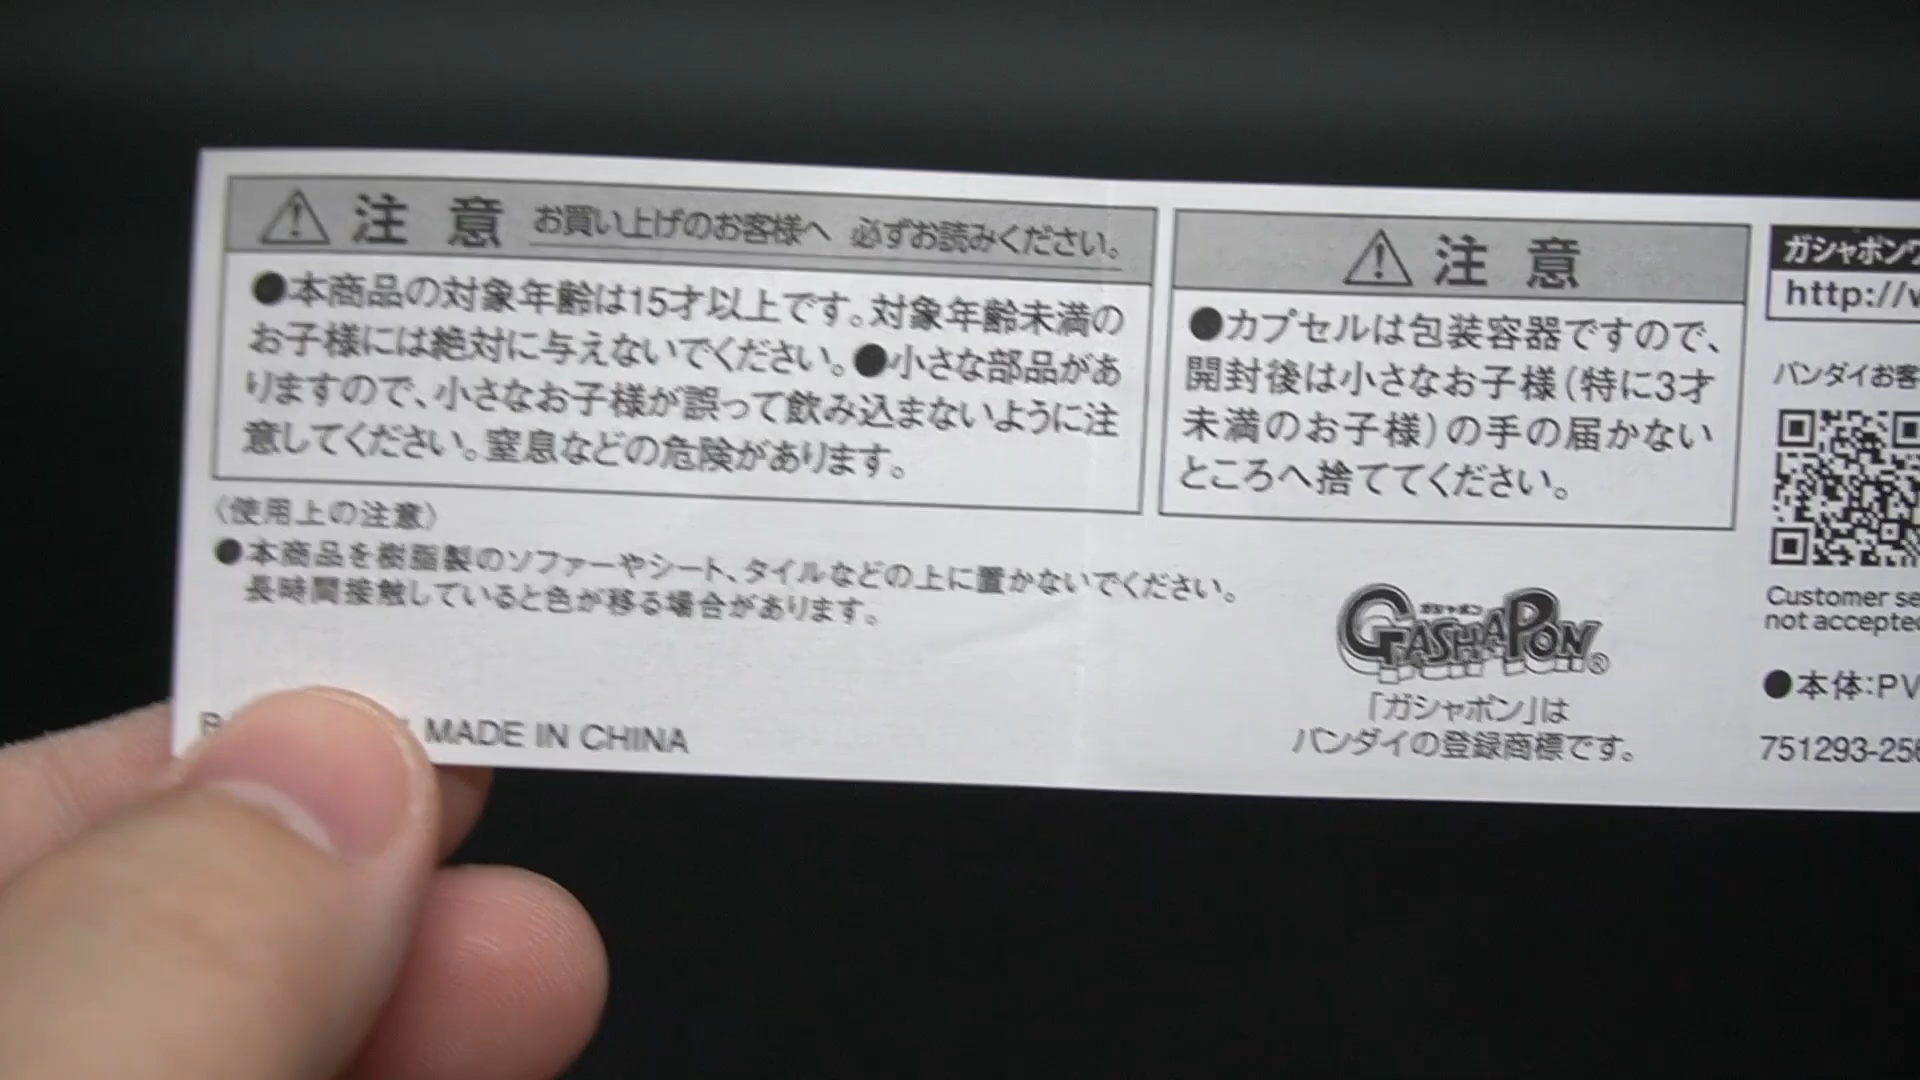 注意 お買い上げのお客様へ 必ずお読みください。
●本商品の対象年齢は15才以上です。対象年齢未満の
お子様には絶対に与えないでください。●小さな部品があ
りますので、小さなお子様が誤って飲み込まないように注
意してください。窒息などの危険があります。
〈使用上の注意〉
●本商品を樹脂製のソファーやシート、タイルなどの上に置かないでください。
長時間接触していると色が移る場合があります。
MADE IN CHINA
注意
●カプセルは包装容器ですので、
開封後は小さなお子様(特に3才
未満のお子様)の手の届かない
ところへ捨ててください。
ガシャポン
GASHAPON®
「ガシャポン」は
バンダイの登録商標です。
ガシャポン
http://
バンダイお客
Customer
not
●本体:PV
751293-256